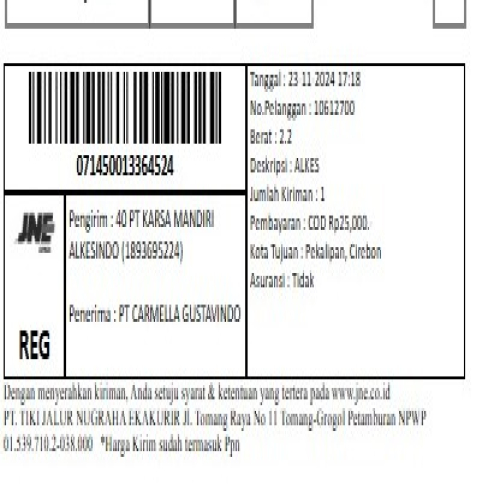 Tanggal : 23-11-2024 17:18
No.Pelanggan : 10612700
Berat : 2.2
Deskripsi : ALKES
Jumlah Kiriman : 1
Pembayaran : COD Rp25,000.
Kota Tujuan : Pekalipan, Cirebon
Asuransi : Tidak
071450013364524
JNE
REG
Pengirim : 40 PT KARSA MANDIRI
ALKESINDO (1893695224)
Penerima : PT CARMELLA GUSTAVINDO
Dengan menyerahkan kiriman, Anda setuju syarat & ketentuan yang tertera pada www.jne.co.id
PT. TIKI JALUR NUGRAHA EKAKURIR Jl. Tomang Raya No 11 Tomang-Grogol Petamburan NPWP
01.539.710.2-038.000 *Harga Kirim sudah termasuk Ppn